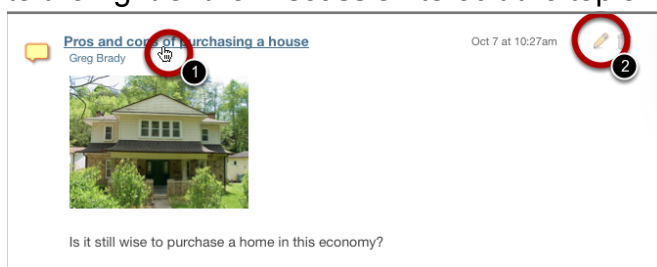 Pros and cons of purchasing a house
Oct 7 at 10:27am
Greg Brady
1
2
Is it still wise to purchase a home in this economy?